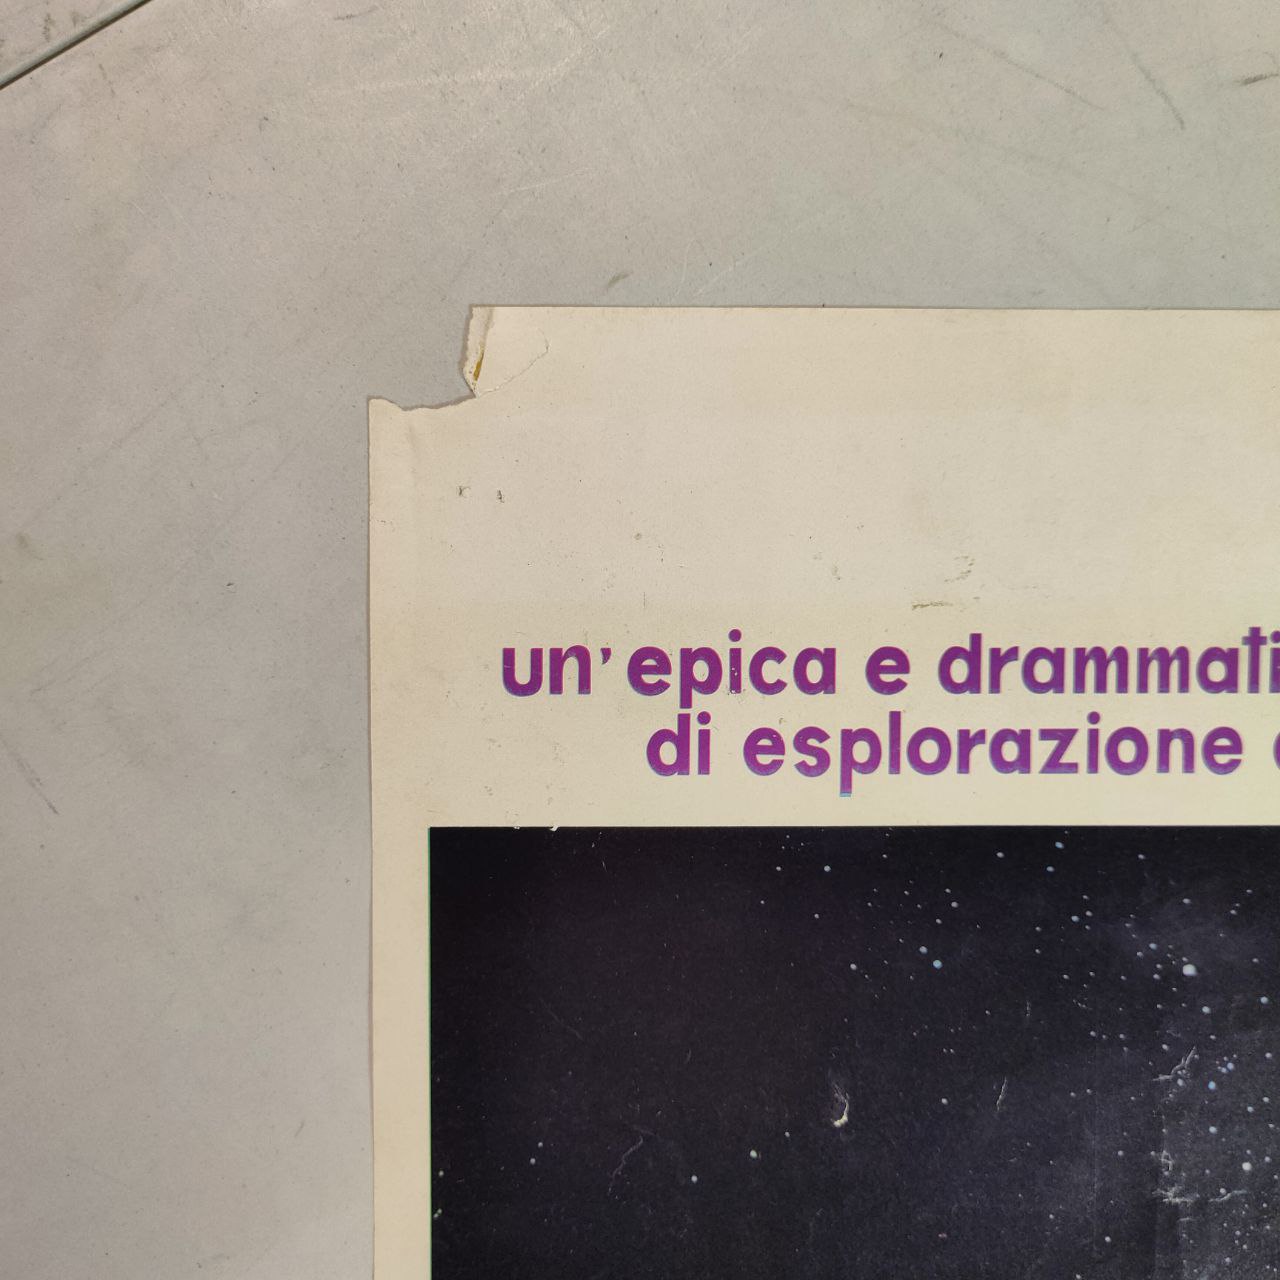 un' epica e drammati
di esplorazione